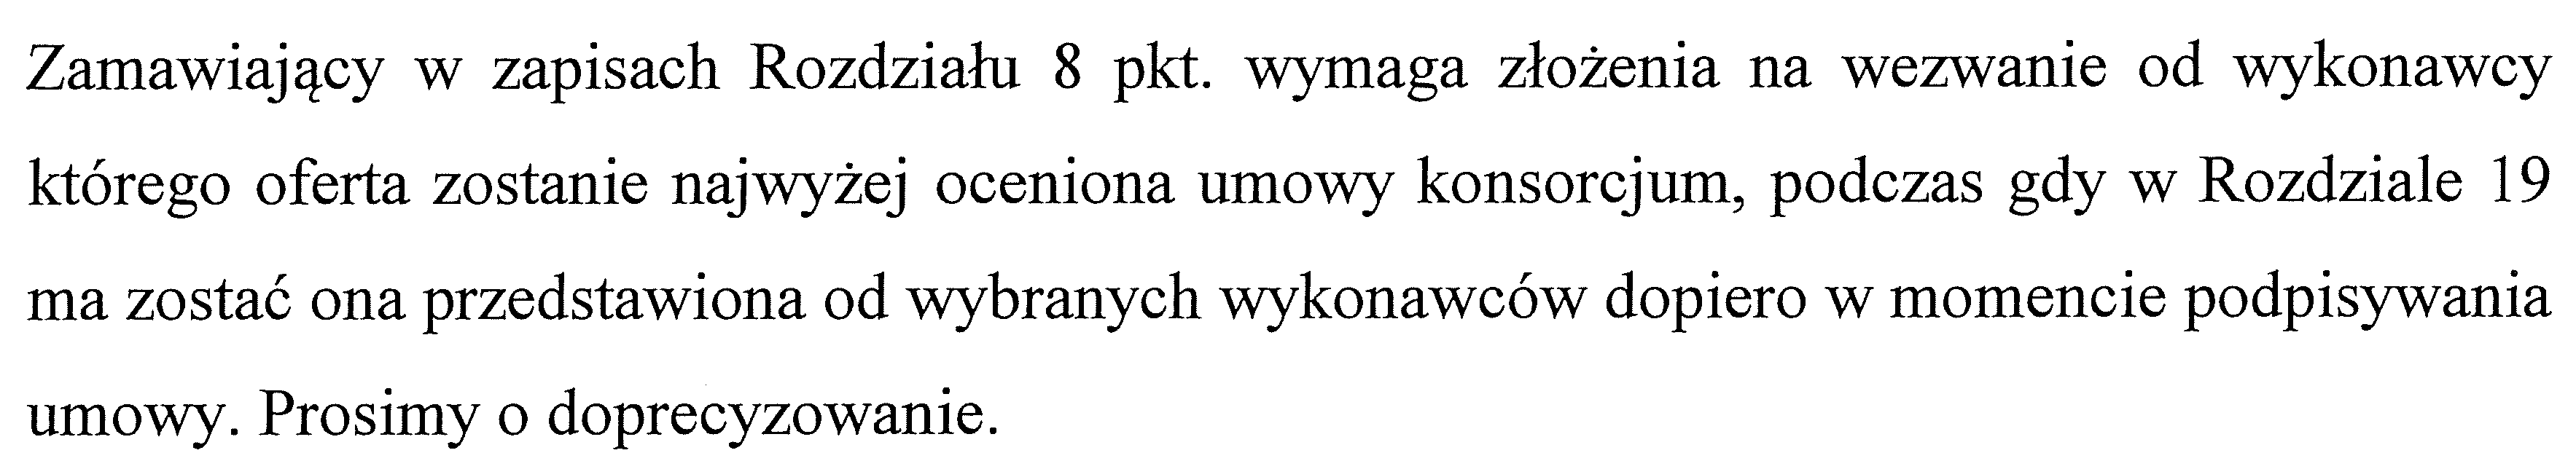 Zamawiający w zapisach Rozdziału 8 pkt. wymaga złożenia na wezwanie od wykonawcy
którego oferta zostanie najwyżej oceniona umowy konsorcjum, podczas gdy w Rozdziale 19
ma zostać ona przedstawiona od wybranych wykonawców dopiero w momencie podpisywania
umowy. Prosimy o doprecyzowanie.